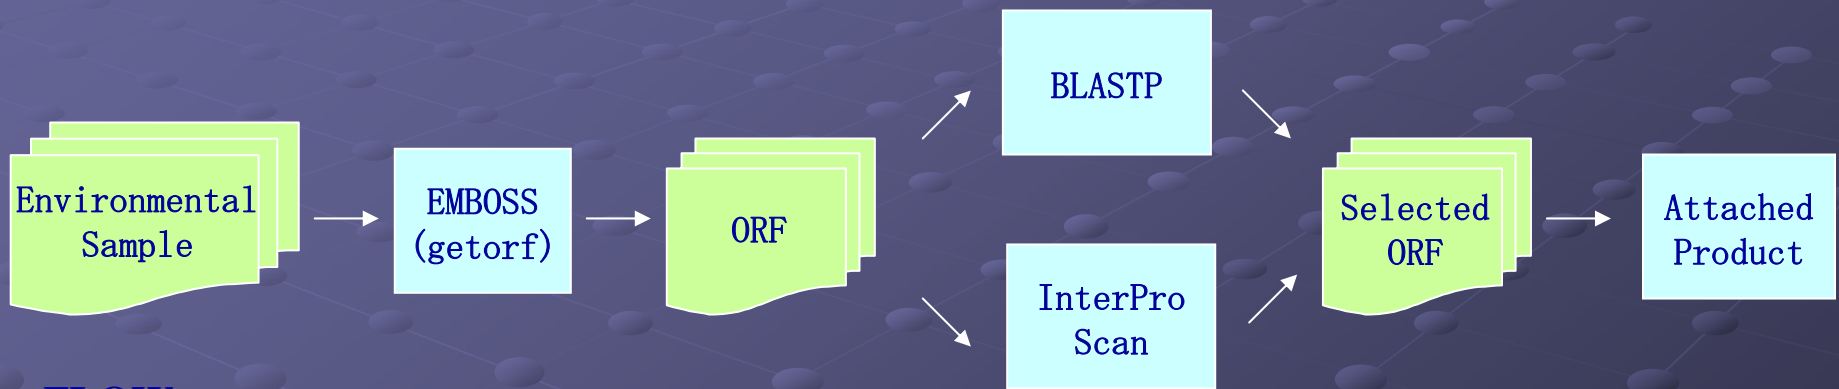 Environmental
Sample
EMBOSS
(getorf)
ORF
BLASTP
InterPro
Scan
Selected
ORF
Attached
Product